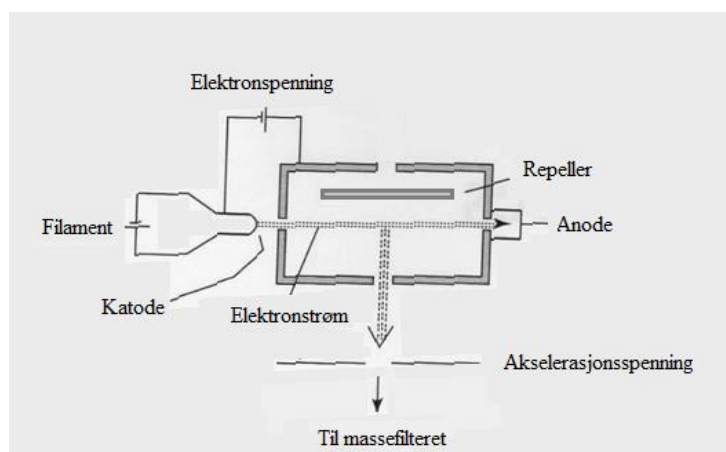 Elektronspenning
Repeller
Filament
Anode
Katode
Elektronstrøm
Akselerasjonsspenning
Til massefilteret